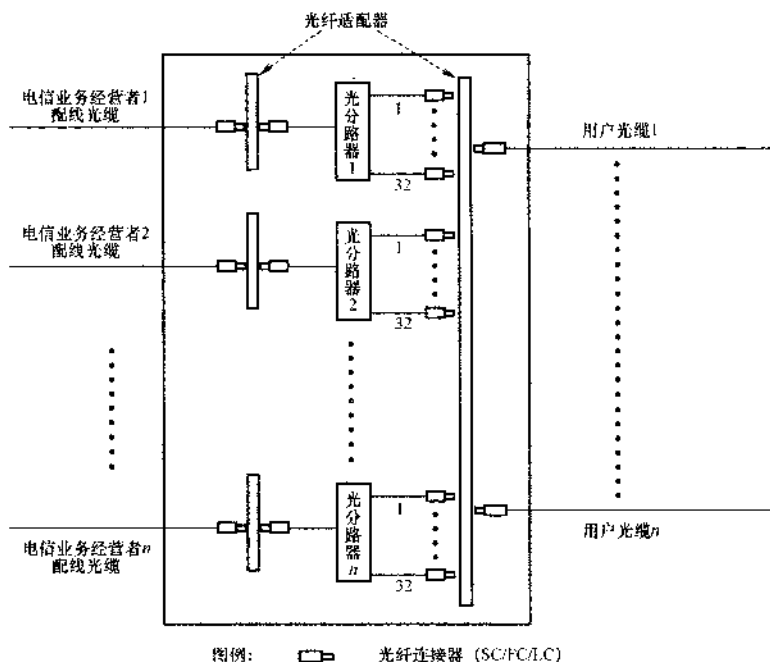 光纤适配器
电信业务经营者1
配线光缆
光分路器1
1
32
用户光缆1
电信业务经营者2
配线光缆
光分路器2
1
32
电信业务经营者n
配线光缆
光分路器n
1
32
用户光缆n
图例： 光纤连接器（SC/FC/LC）